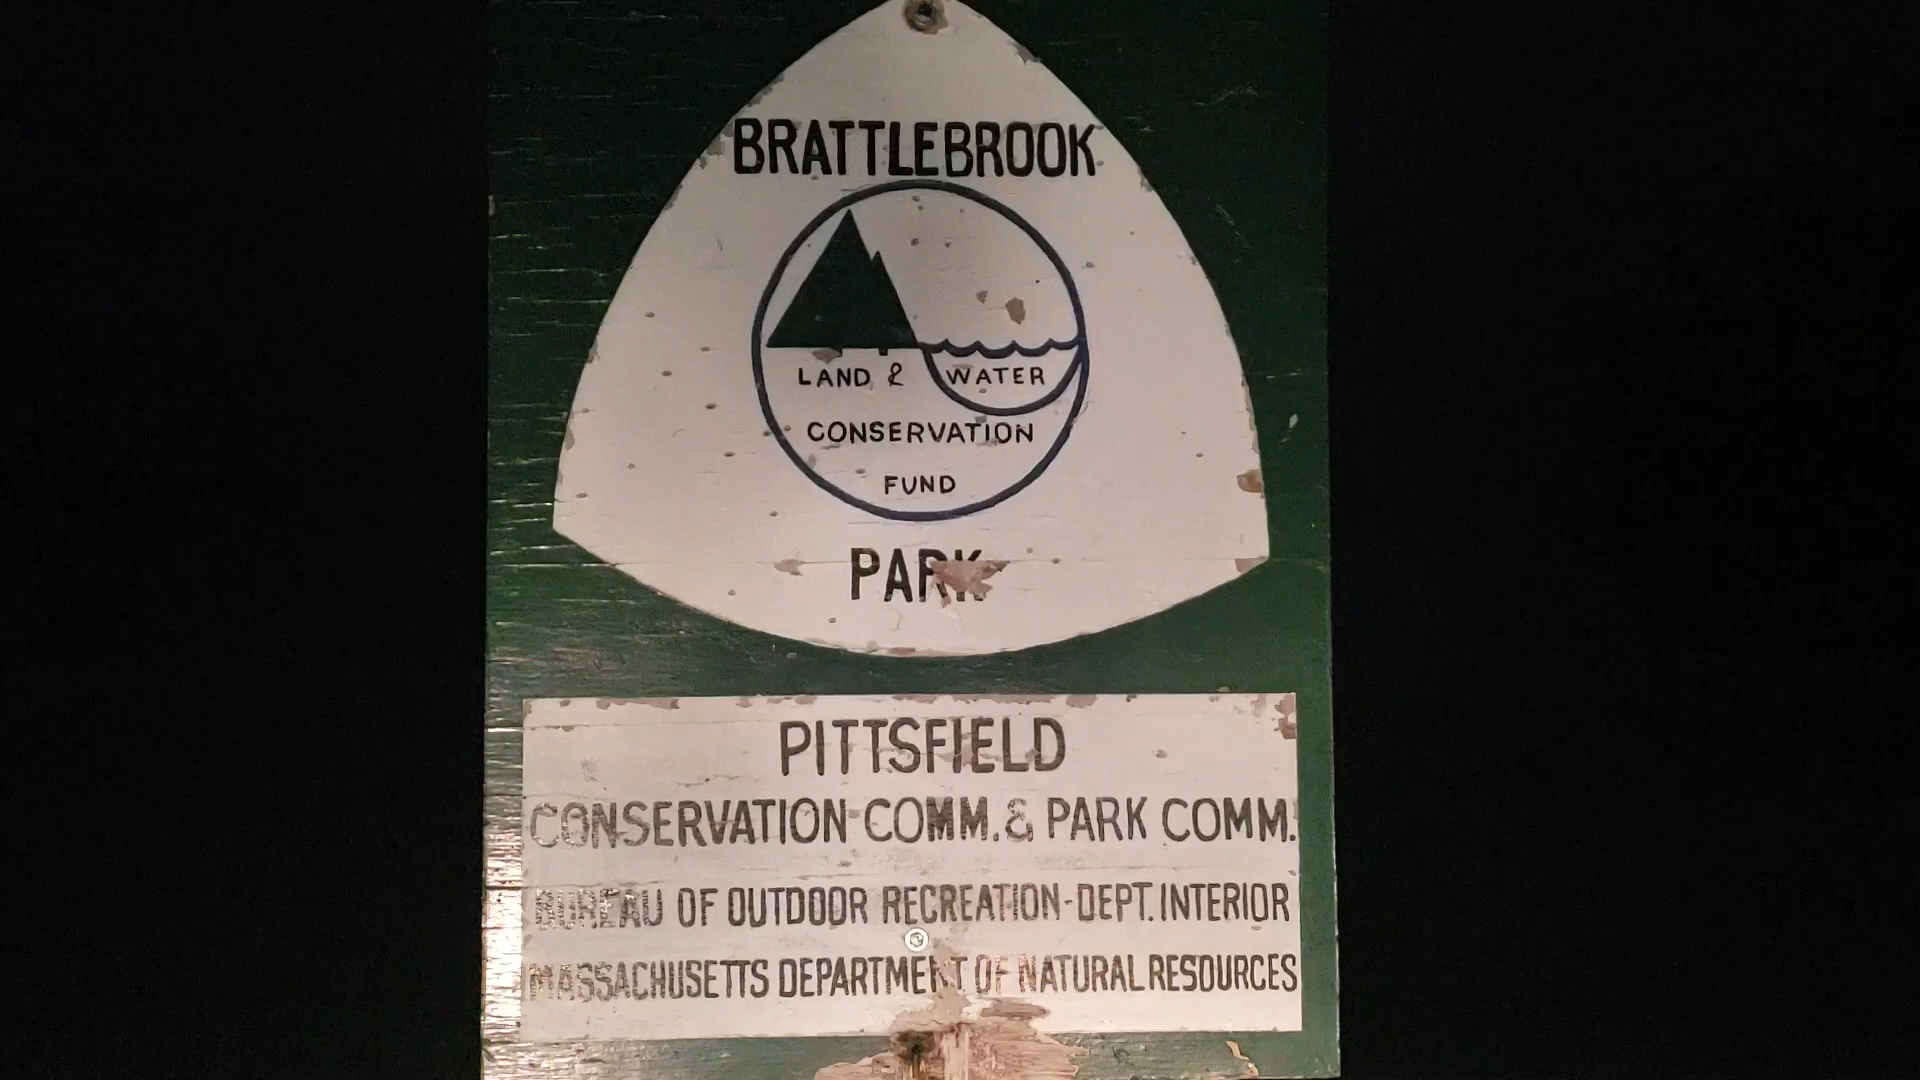 BRATTLEBROOK
LAND & WATER
CONSERVATION
FUND
PARK
PITTSFIELD
CONSERVATION COMM. & PARK COMM.
BUREAU OF OUTDOOR RECREATION-DEPT. INTERIOR
MASSACHUSETTS DEPARTMENT OF NATURAL RESOURCES